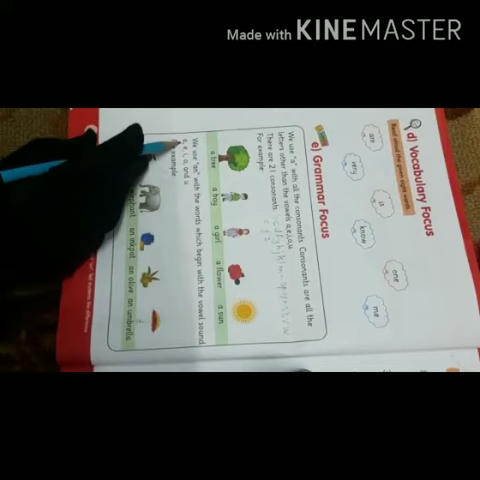 Made with KINEMASTER
d) Vocabulary Focus
Read aloud the given sight words.
are very is know one me
e) Grammar Focus
We use "a" with all the consonants. Consonants are all the
letters other than the vowels a,e,i,o,u.
There are 21 consonants.
For example
a tree a boy a girl a flower a sun
We use "an" with the words which begin with the vowel sound
a, e, i, o, and u
example
elephant an inkpot an olive an umbrella